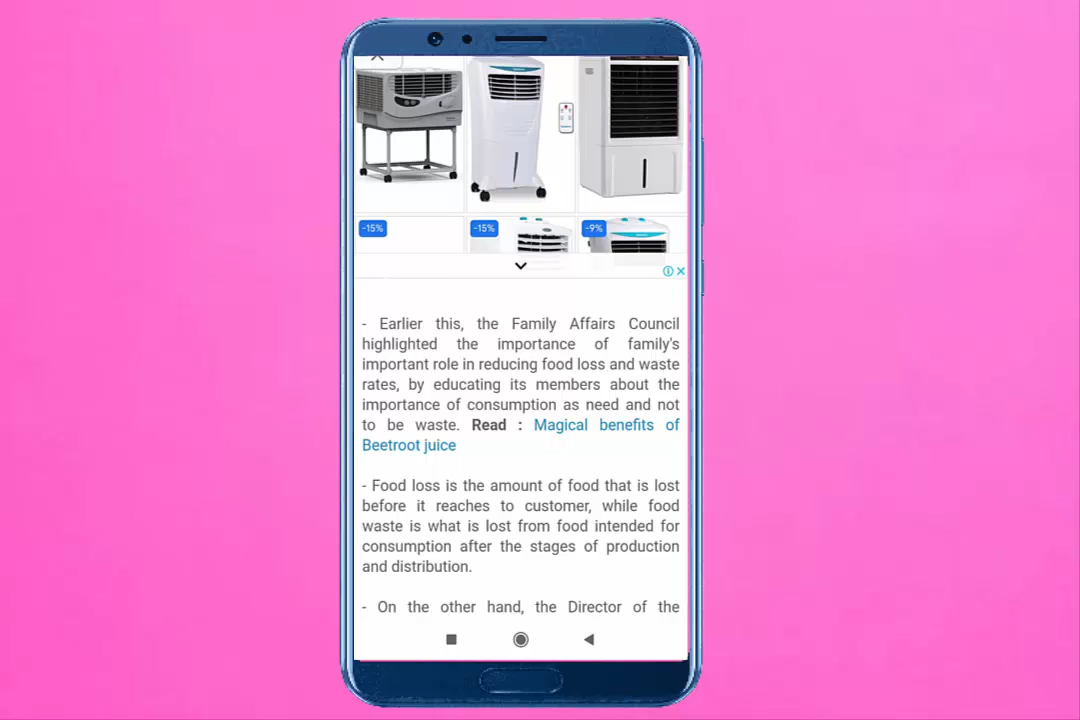 -15%
-15%
-9%
- Earlier this, the Family Affairs Council
highlighted the importance of family's
important role in reducing food loss and waste
rates, by educating its members about the
importance of consumption as need and not
to be waste. Read : Magical benefits of
Beetroot juice
- Food loss is the amount of food that is lost
before it reaches to customer, while food
waste is what is lost from food intended for
consumption after the stages of production
and distribution.
- On the other hand, the Director of the